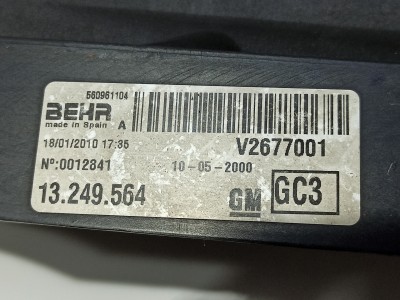 560961104
BEHR
made in Spain A
18/01/2010 17:35
V2677001
Nº:0012841
10-05-2000
13.249.564
GM
GC3